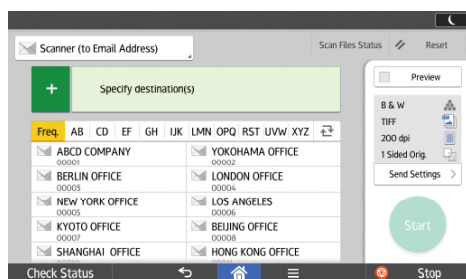 Scanner (to Email Address)
Scan Files Status
Reset
+ Specify destination(s)
Preview
Freq. AB CD EF GH IJK LMN OPQ RST UVW XYZ
ABCD COMPANY
00001
YOKOHAMA OFFICE
00002
BERLIN OFFICE
00003
LONDON OFFICE
00004
NEW YORK OFFICE
00005
LOS ANGELES
00006
KYOTO OFFICE
00007
BEIJING OFFICE
00008
SHANGHAI OFFICE
HONG KONG OFFICE
B & W
TIFF
200 dpi
1 Sided Orig.
Send Settings
Start
Check Status
Stop